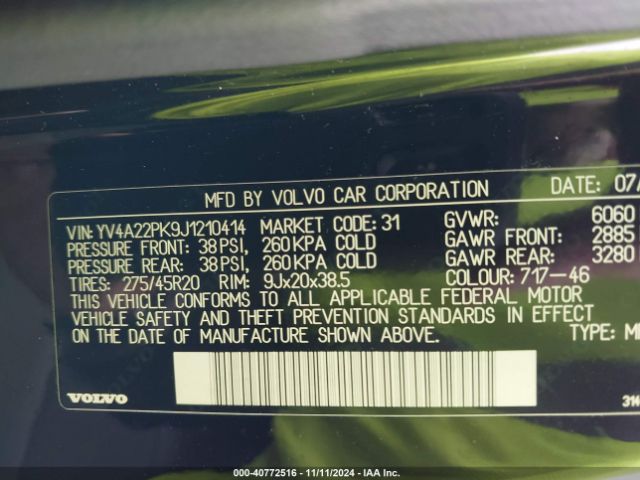 MFD BY VOLVO CAR CORPORATION DATE: 07/
VIN: YV4A22PK9J1210414 MARKET CODE: 31 GVWR: 6060
PRESSURE FRONT: 38 PSI, 260 KPA COLD GAWR FRONT: 2885
PRESSURE REAR: 38 PSI, 260 KPA COLD GAWR REAR: 3280
TIRES: 275/45R20 RIM: 9Jx20x38.5 COLOUR: 717-46
THIS VEHICLE CONFORMS TO ALL APPLICABLE FEDERAL MOTOR
VEHICLE SAFETY AND THEFT PREVENTION STANDARDS IN EFFECT
ON THE DATE OF MANUFACTURE SHOWN ABOVE. TYPE: M
VOLVO 314
000-40772516 - 11/11/2024 - IAA Inc.